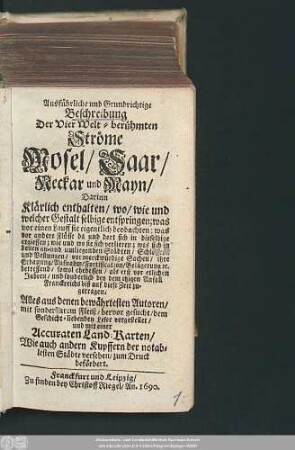 Ausführliche und Grundrichtige
Beschreibung
Der Vier Welt-berühmten
Ströme
Mosel/ Saar/
Neckar und Mayn/
Darinn
Klärlich enthalten/ wo/ wie und
welcher Gestalt selbige entspringen; was
vor einen Lauff sie eigentlich beobachten; was
vor andere Flüsse da und dort sich in dieselbige
ergiessen; wie und wo sie sich verlieren; was sich in
denen an- und umliegenden Städten/ Schlössern
und Vestungen/ vor merckwürdige Sachen/ ihre
Erbauung/ Aufnahm/ Fortification/ Belägerung
betreffend/ sowol ehedessen/ als erst vor etlichen
Jahren/ und sonderlich bey dem itzigen Anfall
Franckreichs biß auf diese Zeit zu-
getragen.
Alles aus denen bewährtesten Autoren/
mit sonderbarem Fleiß/ hervor gesucht/ dem
Geschicht-liebenden Leser vorgestellet/
und mit einer
Accuraten Land-Karten/
Wie auch andern Kupffern der notab-
lesten Städte versehen/ zum Druck
befördert.
Franckfurt und Leipzig/
Zu finden bey Christoff Riegel/ An. 1690.
1.